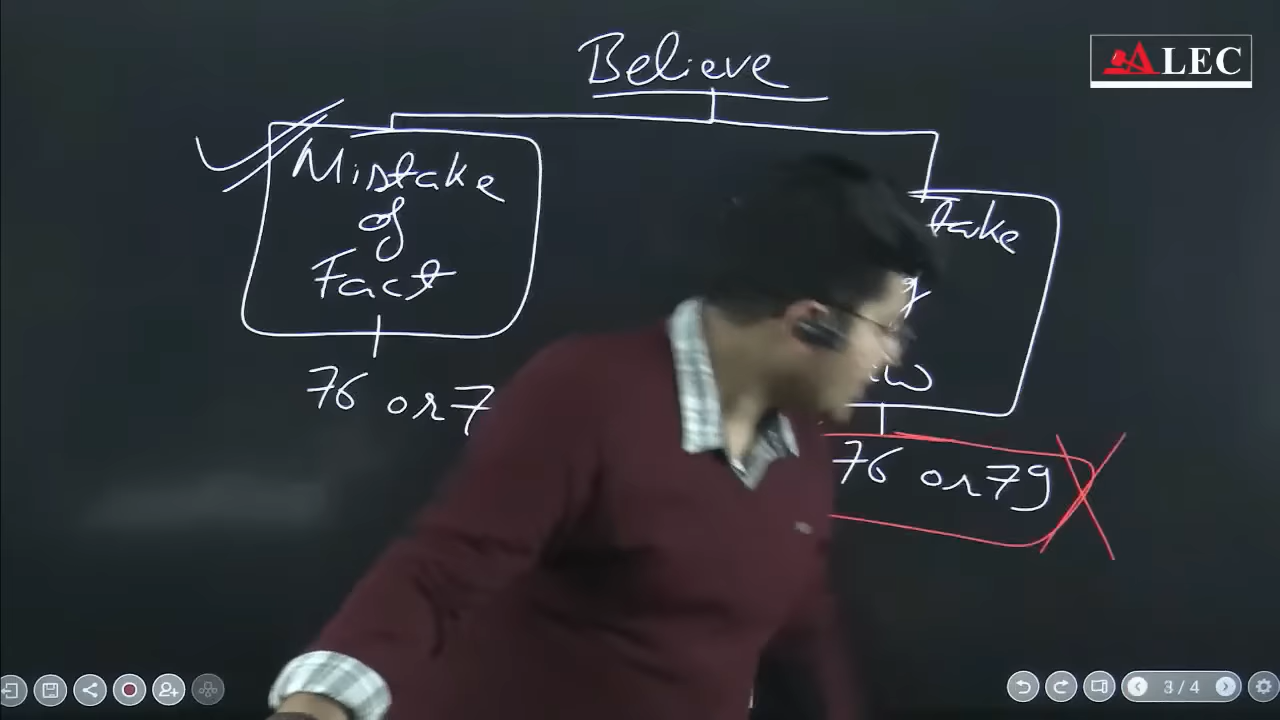 Believe
ALEC
Mistake
of
Fact
76 or 7
take
76 or 79
3 / 4